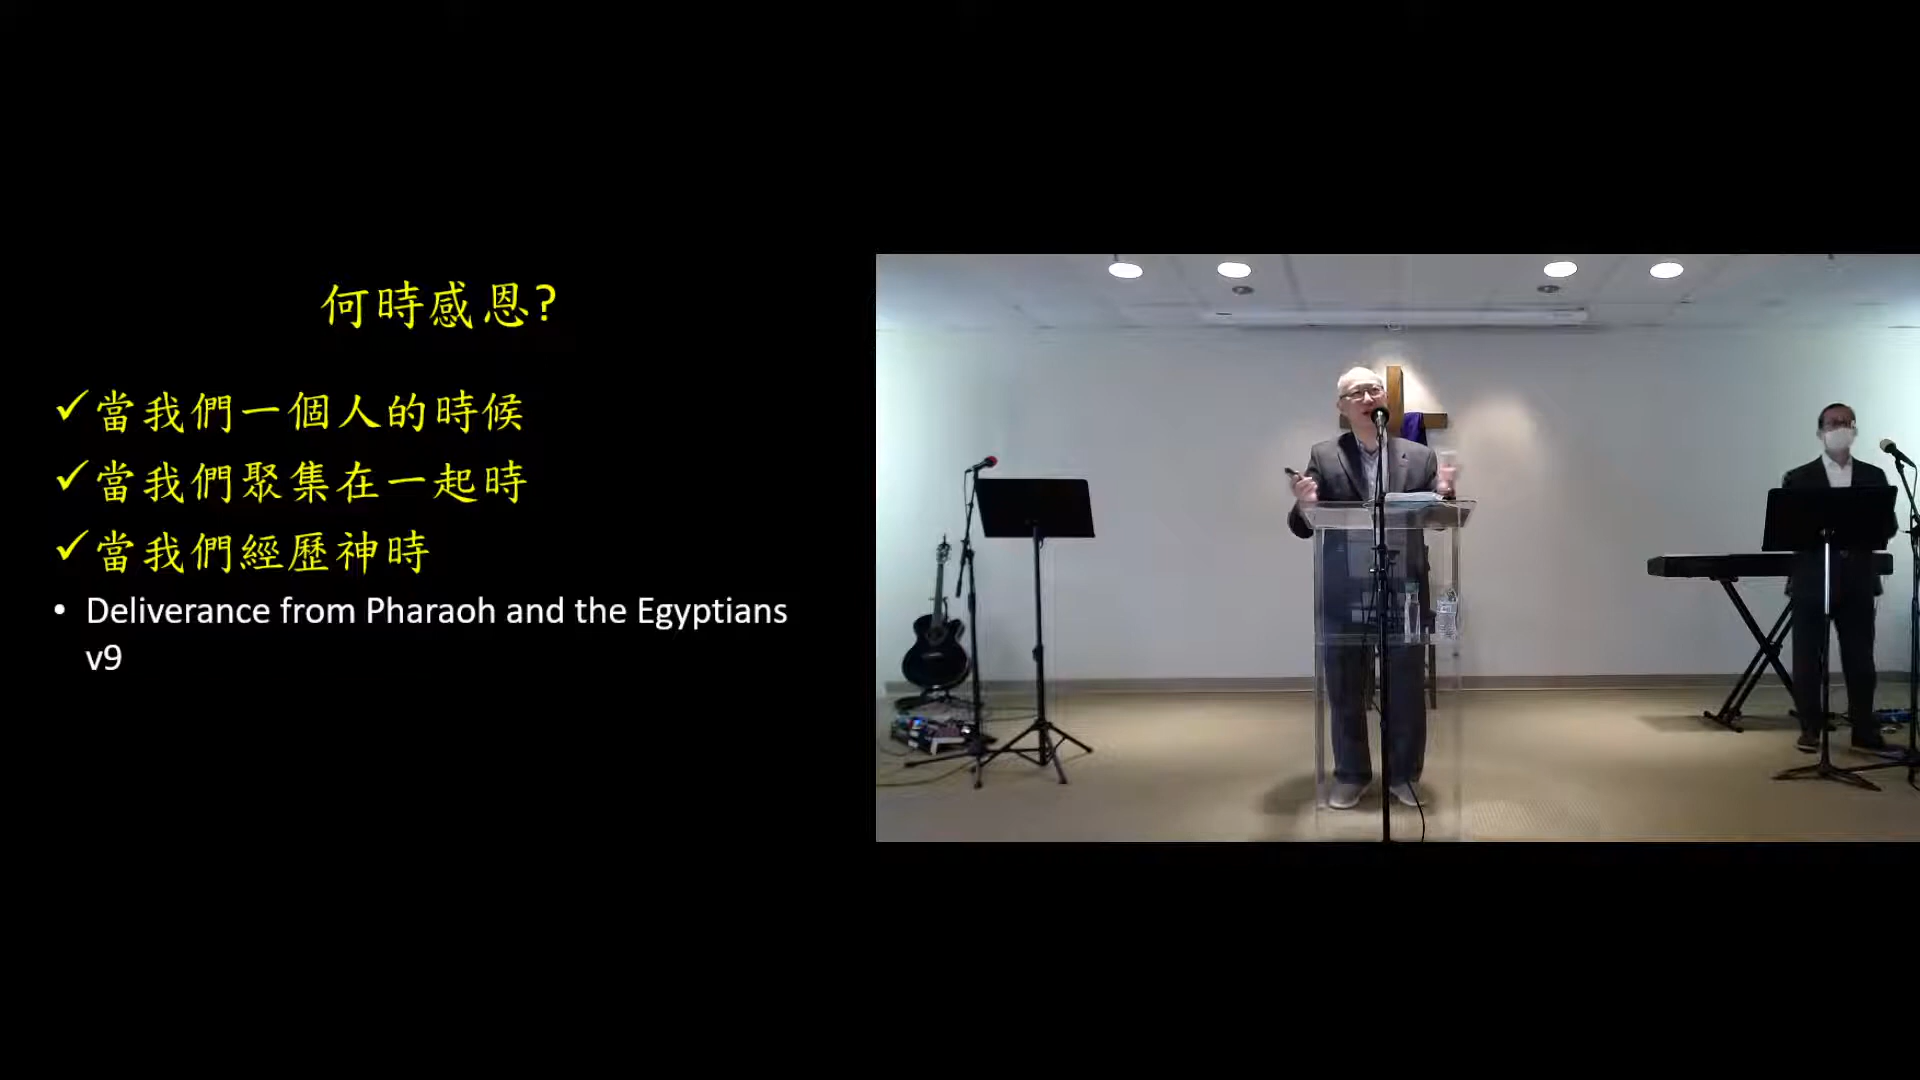 何時感恩?
✓當我們一個人的時候
✓當我們聚集在一起時
✓當我們經歷神時
• Deliverance from Pharaoh and the Egyptians
v9